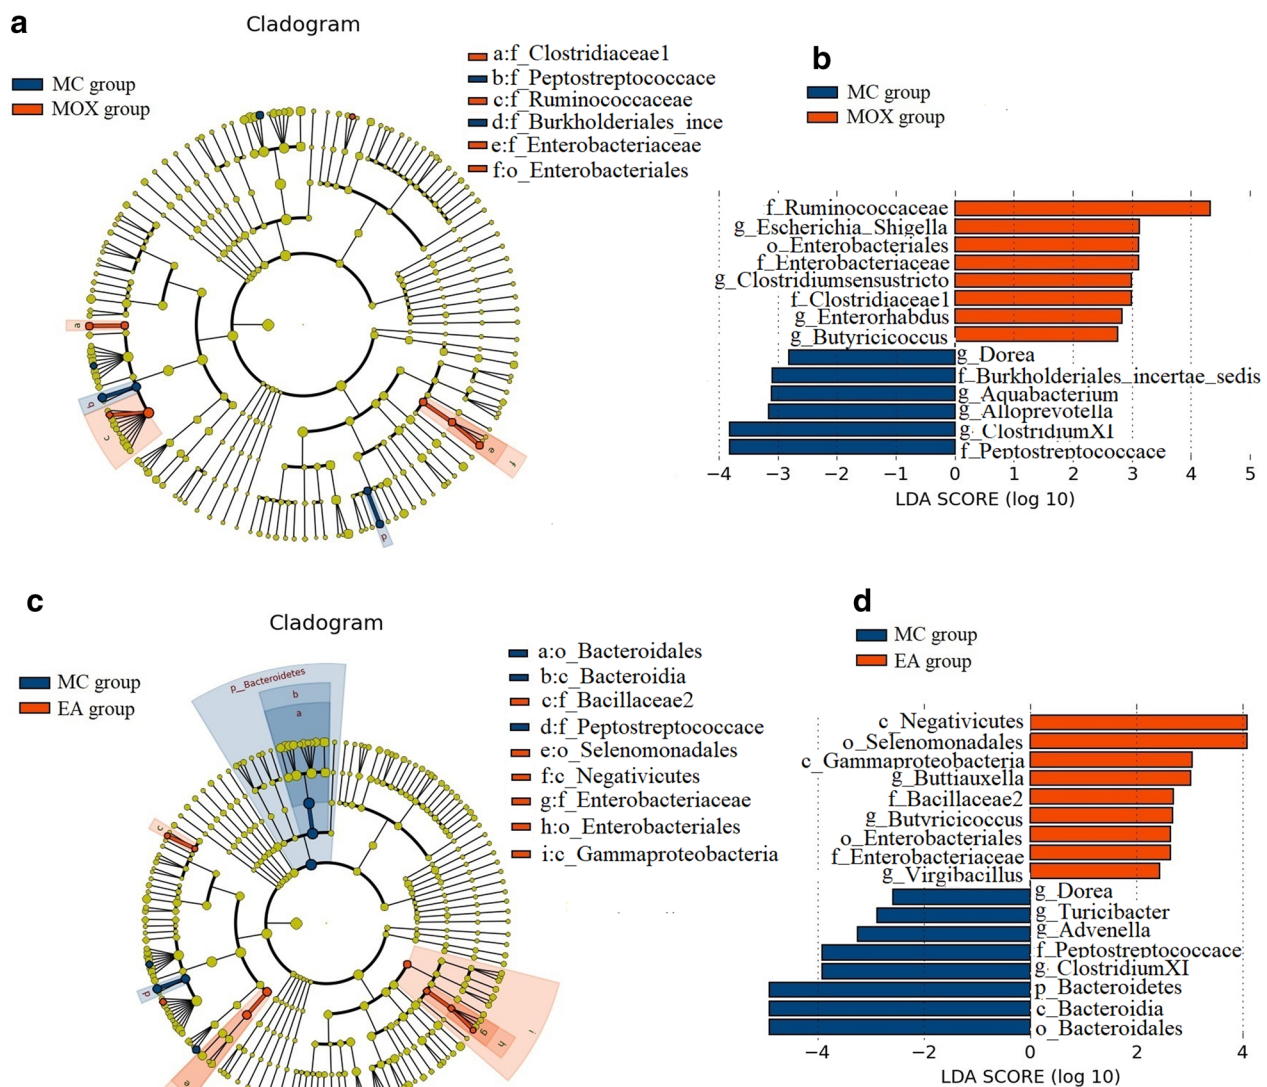 a
Cladogram
MC group
MOX group
a:f_Clostridiaceae1
b:f_Peptostreptococcace
c:f_Ruminococcaceae
d:f_Burkholderiales_ince
e:f_Enterobacteriaceae
f:o_Enterobacteriales
a
b
c
d
e
f
b
MC group
MOX group
f_Ruminococcaceae
g_Escherichia_Shigella
o_Enterobacteriales
f_Enterobacteriaceae
g_Clostridiumsensustricto
f_Clostridiaceae1
g_Enterorhabdus
g_Butyricicoccus
g_Dorea
f_Burkholderiales_incertae_sedis
g_Aquabacterium
g_Alloprevotella
g_ClostridiumXI
f_Peptostreptococcace
−4 −3 −2 −1 0 1 2 3 4 5
LDA SCORE (log 10)
c
Cladogram
MC group
EA group
a:o_Bacteroidales
b:c_Bacteroidia
c:f_Bacillaceae2
d:f_Peptostreptococcace
e:o_Selenomonadales
f:c_Negativicutes
g:f_Enterobacteriaceae
h:o_Enterobacteriales
i:c_Gammaproteobacteria
p_Bacteroidetes
b
a
c
d
e
g
h
i
d
MC group
EA group
c_Negativicutes
o_Selenomonadales
c_Gammaproteobacteria
g_Buttiauxella
f_Bacillaceae2
g_Butyricicoccus
o_Enterobacteriales
f_Enterobacteriaceae
g_Virgibacillus
g_Dorea
g_Turicibacter
g_Advenella
f_Peptostreptococcace
g_ClostridiumXI
p_Bacteroidetes
c_Bacteroidia
o_Bacteroidales
−4 −2 0 2 4
LDA SCORE (log 10)